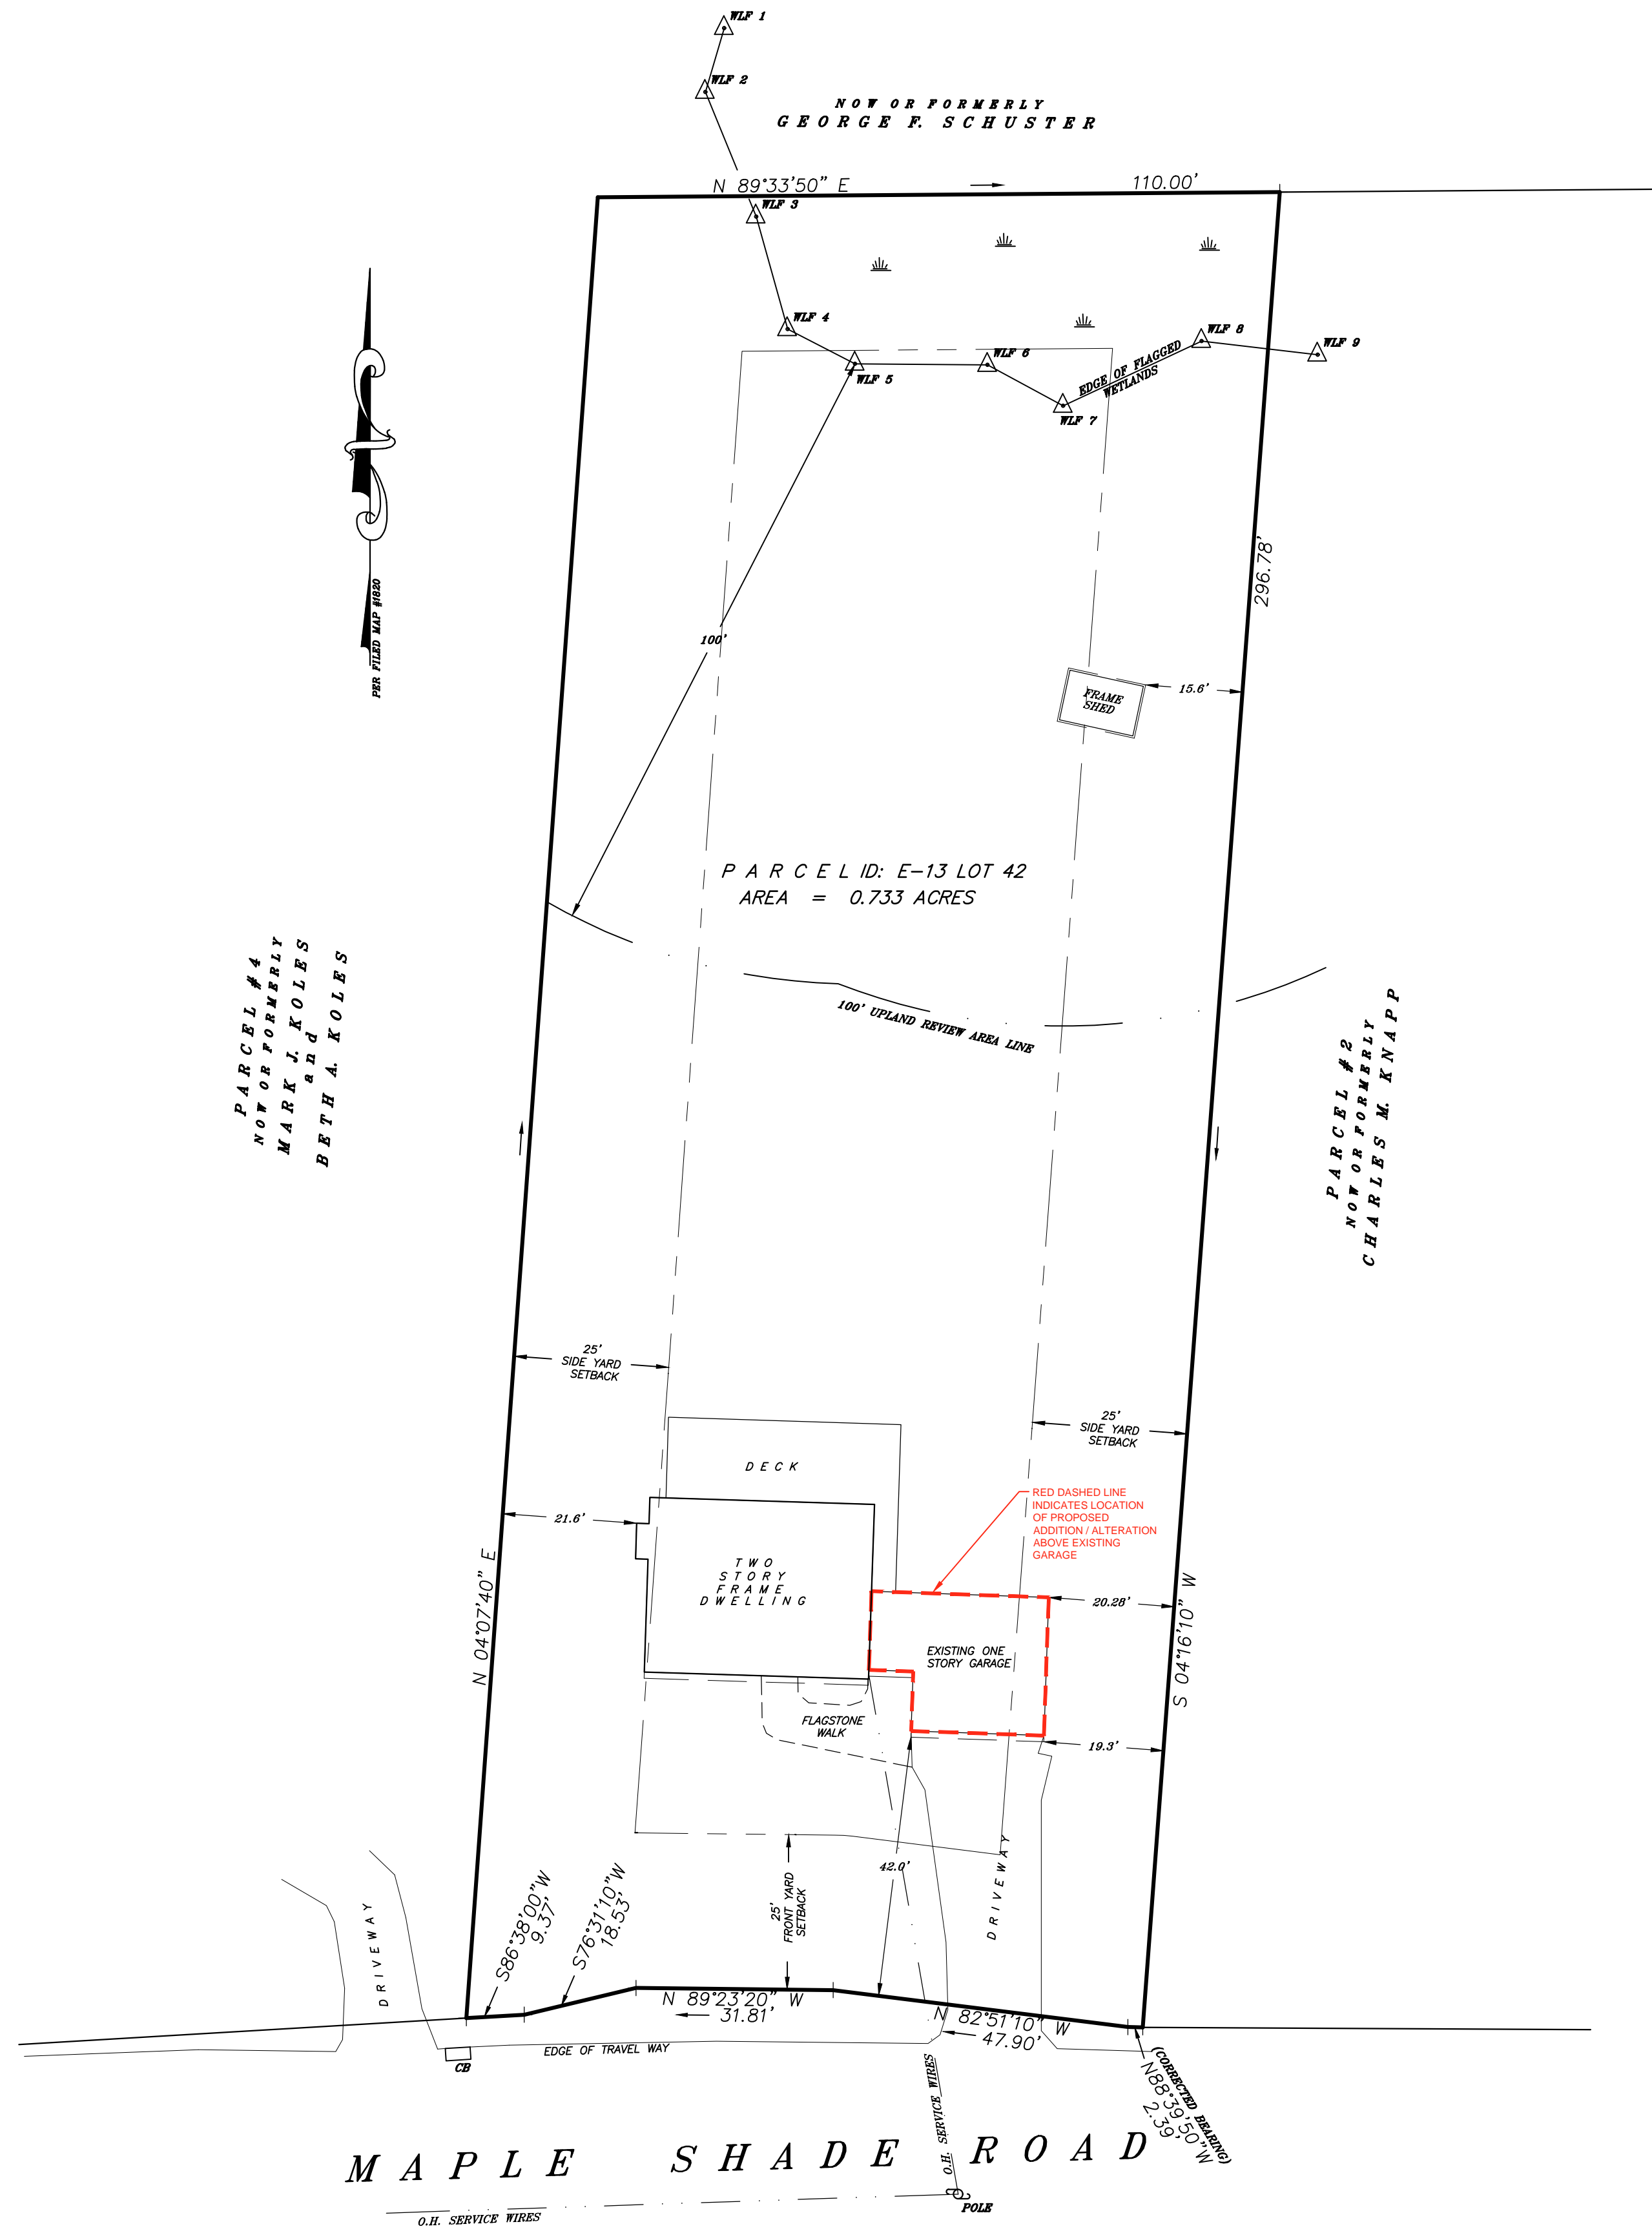 WLF 1
WLF 2
NOW OR FORMERLY
GEORGE F. SCHUSTER
N 89°33'50" E
110.00'
WLF 3
WLF 4
WLF 5
WLF 6
WLF 7
EDGE OF FLAGGED
WETLANDS
WLF 8
WLF 9
PER FILED MAP #1820
296.78'
100'
FRAME
SHED
15.6'
PARCEL ID: E-13 LOT 42
AREA = 0.733 ACRES
100' UPLAND REVIEW AREA LINE
PARCEL #4
NOW OR FORMERLY
MARK J. KOLES
and
BETH A. KOLES
PARCEL #2
NOW OR FORMERLY
CHARLES M. KNAPP
25'
SIDE YARD
SETBACK
25'
SIDE YARD
SETBACK
DECK
21.6'
TWO
STORY
FRAME
DWELLING
RED DASHED LINE
INDICATES LOCATION
OF PROPOSED
ADDITION / ALTERATION
ABOVE EXISTING
GARAGE
20.28'
EXISTING ONE
STORY GARAGE
N 04°07'40" E
S 04°16'10" W
FLAGSTONE
WALK
19.3'
42.0'
25'
FRONT YARD
SETBACK
DRIVEWAY
DRIVEWAY
S86°38'00"W
9.37'
S76°31'10"W
18.53'
N 89°23'20" W
31.81'
N 82°51'10" W
47.90'
(CORRECTED BEARING)
N88°39'50"W
2.39'
EDGE OF TRAVEL WAY
CB
O.H. SERVICE WIRES
MAPLE SHADE ROAD
POLE
O.H. SERVICE WIRES